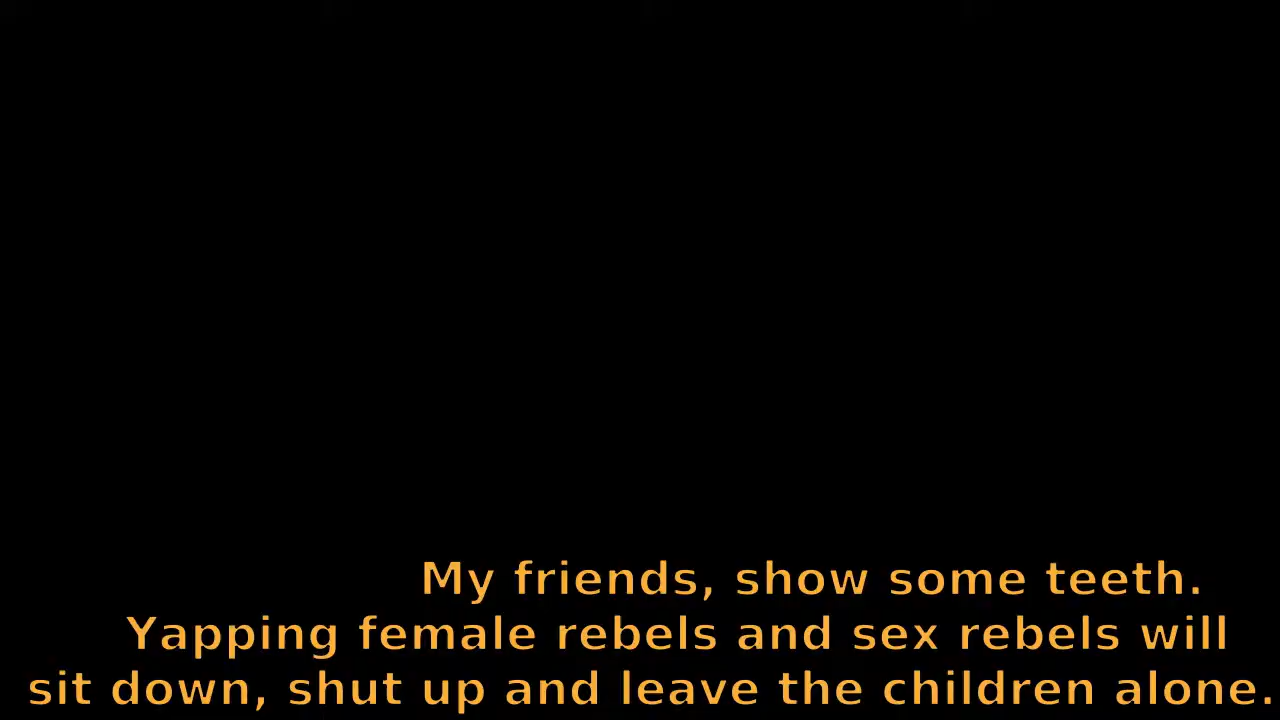 My friends, show some teeth.
Yapping female rebels and sex rebels will
sit down, shut up and leave the children alone.